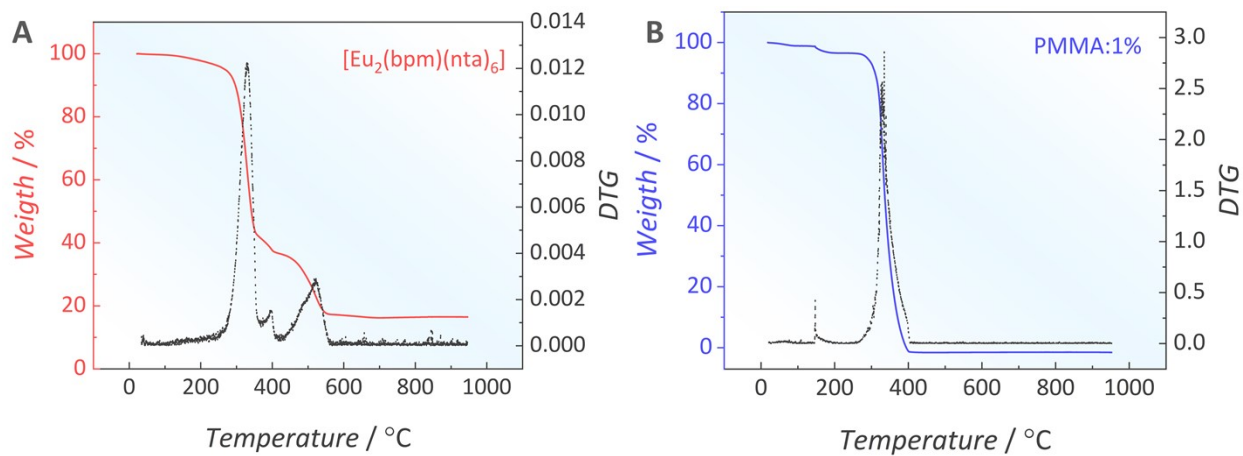 A
[Eu₂(bpm)(nta)₆]
Weigth / %
100
80
60
40
20
0
0.014
0.012
0.010
0.008
0.006
0.004
0.002
0.000
DTG
0 200 400 600 800 1000
Temperature / °C
B
PMMA:1%
Weigth / %
100
80
60
40
20
0
3.0
2.5
2.0
1.5
1.0
0.5
0.0
DTG
0 200 400 600 800 1000
Temperature / °C